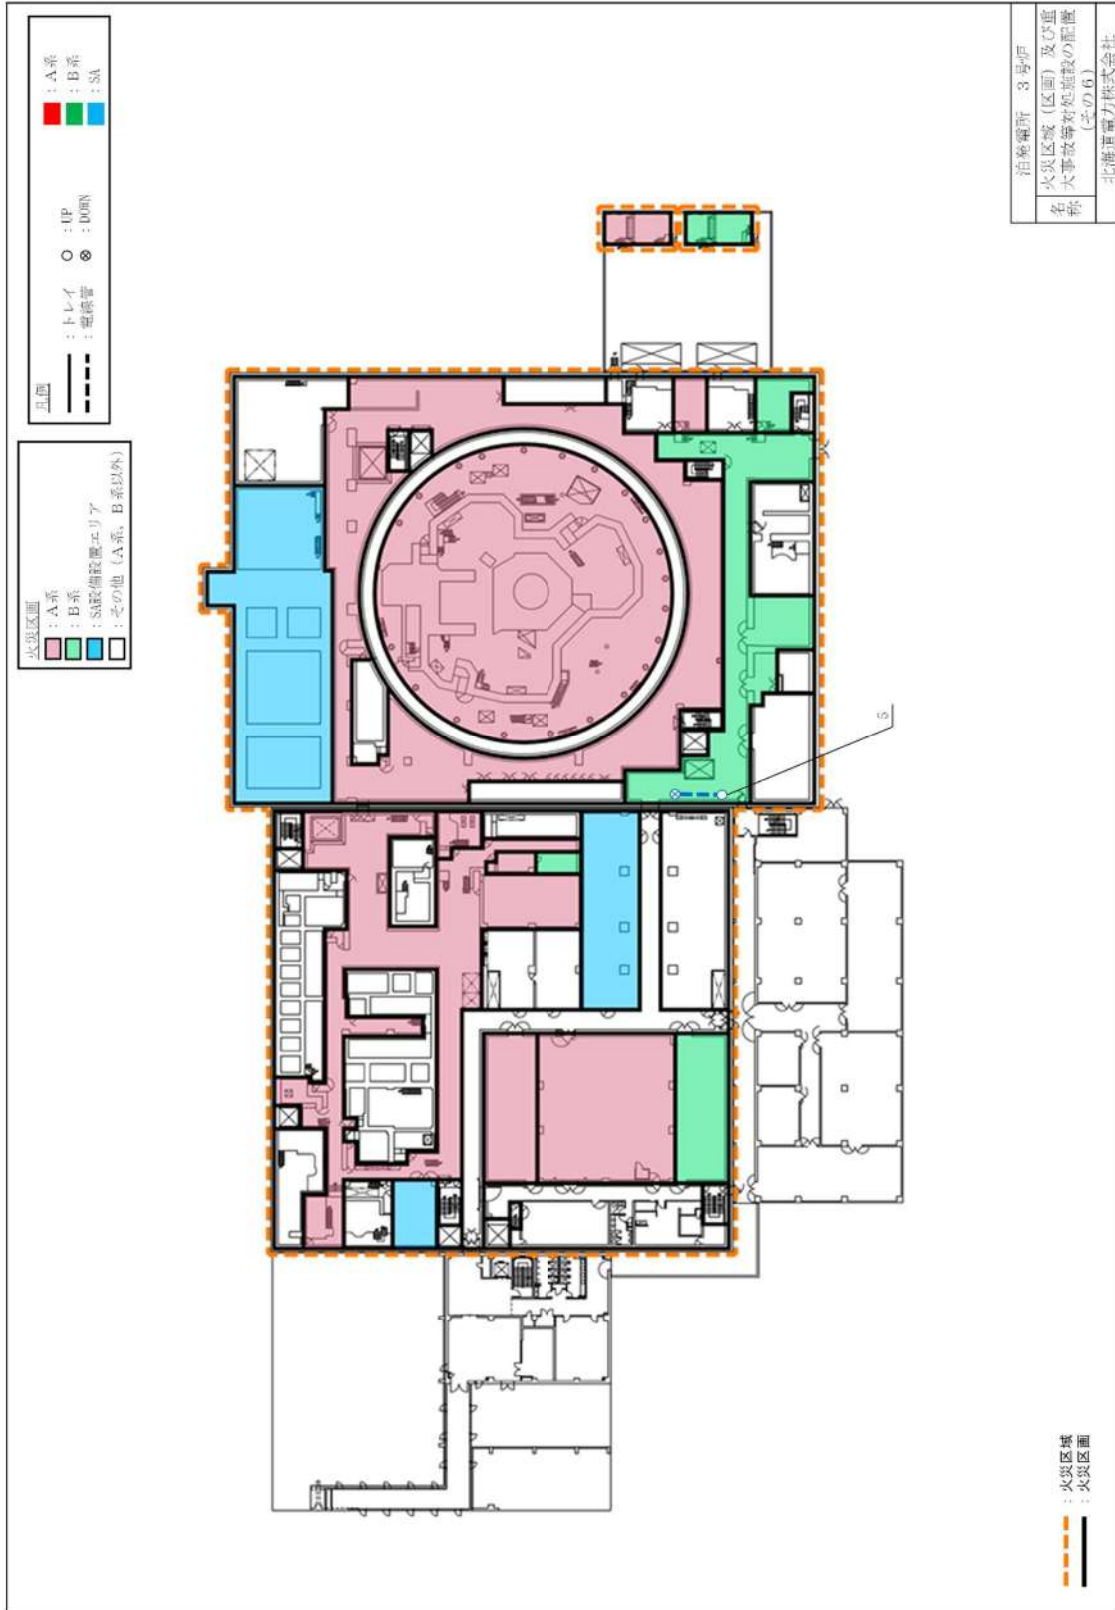 火災区画
：A系
：B系
：SA設備設置エリア
：その他（A系、B系以外）
凡例
：トレイ
：電線管
○：UP
⊗：DOWN
：A系
：B系
：SA
5
：火災区域
：火災区画
泊発電所　3号炉
名称
火災区域（区画）及び重
大事故等対処施設の配置
（その6）
北海道電力株式会社